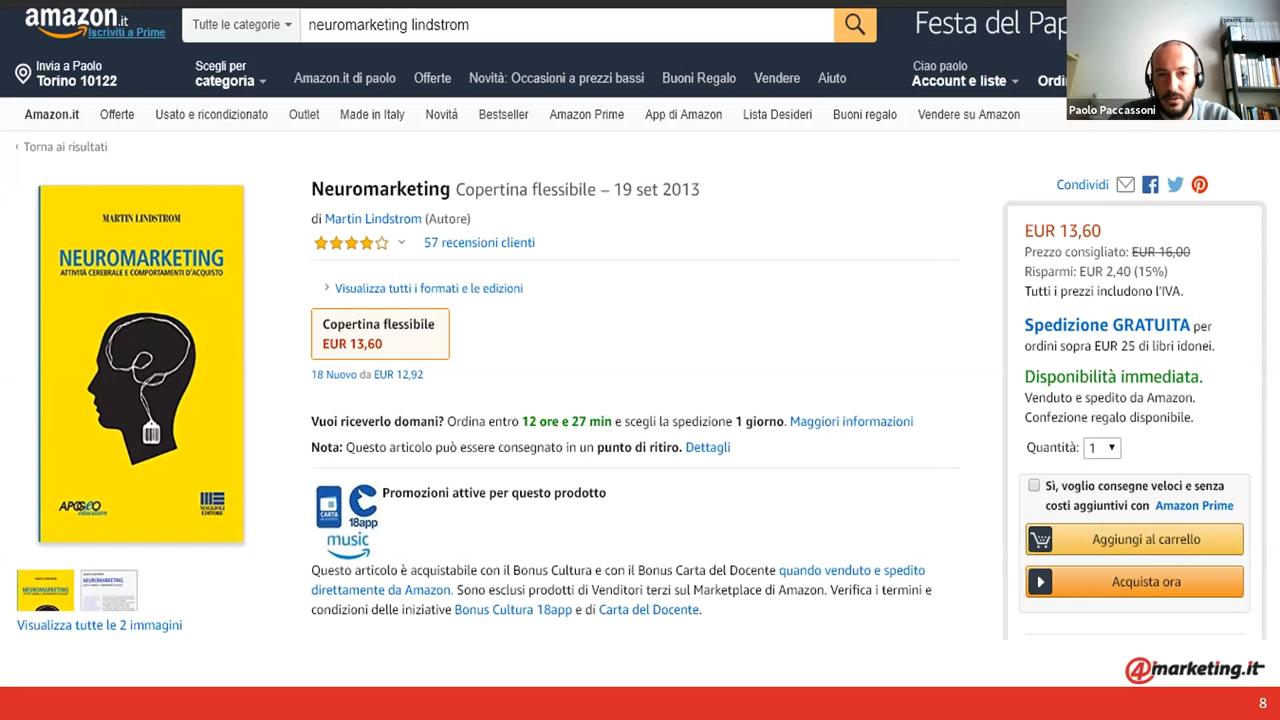 amazon.it
Iscriviti a Prime
Tutte le categorie
neuromarketing lindstrom
Festa del Pap
Invia a Paolo
Torino 10122
Scegli per
categoria
Amazon.it di paolo
Offerte
Novità: Occasioni a prezzi bassi
Buoni Regalo
Vendere
Aiuto
Ciao paolo
Account e liste
Ordi
Paolo Paccassoni
Amazon.it
Offerte
Usato e ricondizionato
Outlet
Made in Italy
Novità
Bestseller
Amazon Prime
App di Amazon
Lista Desideri
Buoni regalo
Vendere su Amazon
‹ Torna ai risultati
MARTIN LINDSTROM
NEUROMARKETING
ATTIVITÀ CEREBRALE E COMPORTAMENTI D'ACQUISTO
APOGEO
MAGGIOLI
EDITORE
NEUROMARKETING
Visualizza tutte le 2 immagini
Neuromarketing Copertina flessibile – 19 set 2013
di Martin Lindstrom (Autore)
57 recensioni clienti
› Visualizza tutti i formati e le edizioni
Copertina flessibile
EUR 13,60
18 Nuovo da EUR 12,92
Vuoi riceverlo domani? Ordina entro 12 ore e 27 min e scegli la spedizione 1 giorno. Maggiori informazioni
Nota: Questo articolo può essere consegnato in un punto di ritiro. Dettagli
CARTA
18app
music
Promozioni attive per questo prodotto
Questo articolo è acquistabile con il Bonus Cultura e con il Bonus Carta del Docente quando venduto e spedito
direttamente da Amazon. Sono esclusi prodotti di Venditori terzi sul Marketplace di Amazon. Verifica i termini e
condizioni delle iniziative Bonus Cultura 18app e di Carta del Docente.
Condividi
EUR 13,60
Prezzo consigliato: EUR 16,00
Risparmi: EUR 2,40 (15%)
Tutti i prezzi includono l'IVA.
Spedizione GRATUITA per
ordini sopra EUR 25 di libri idonei.
Disponibilità immediata.
Venduto e spedito da Amazon.
Confezione regalo disponibile.
Quantità: 1
Sì, voglio consegne veloci e senza
costi aggiuntivi con Amazon Prime
Aggiungi al carrello
Acquista ora
4marketing.it
8